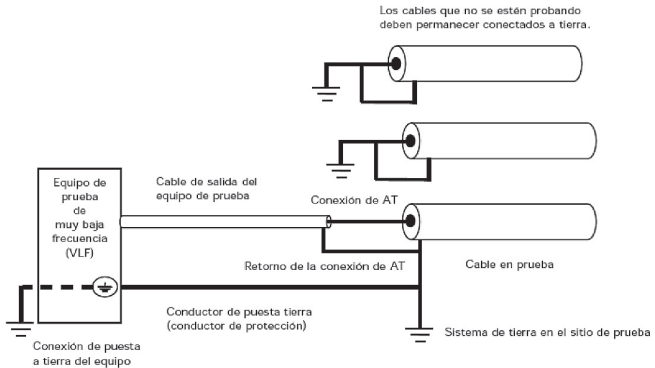 Los cables que no se estén probando
deben permanecer conectados a tierra.
Equipo de
prueba
de
muy baja
frecuencia
(VLF)
Cable de salida del
equipo de prueba
Conexión de AT
Retorno de la conexión de AT
Cable en prueba
Conductor de puesta tierra
(conductor de protección)
Sistema de tierra en el sitio de prueba
Conexión de puesta
a tierra del equipo